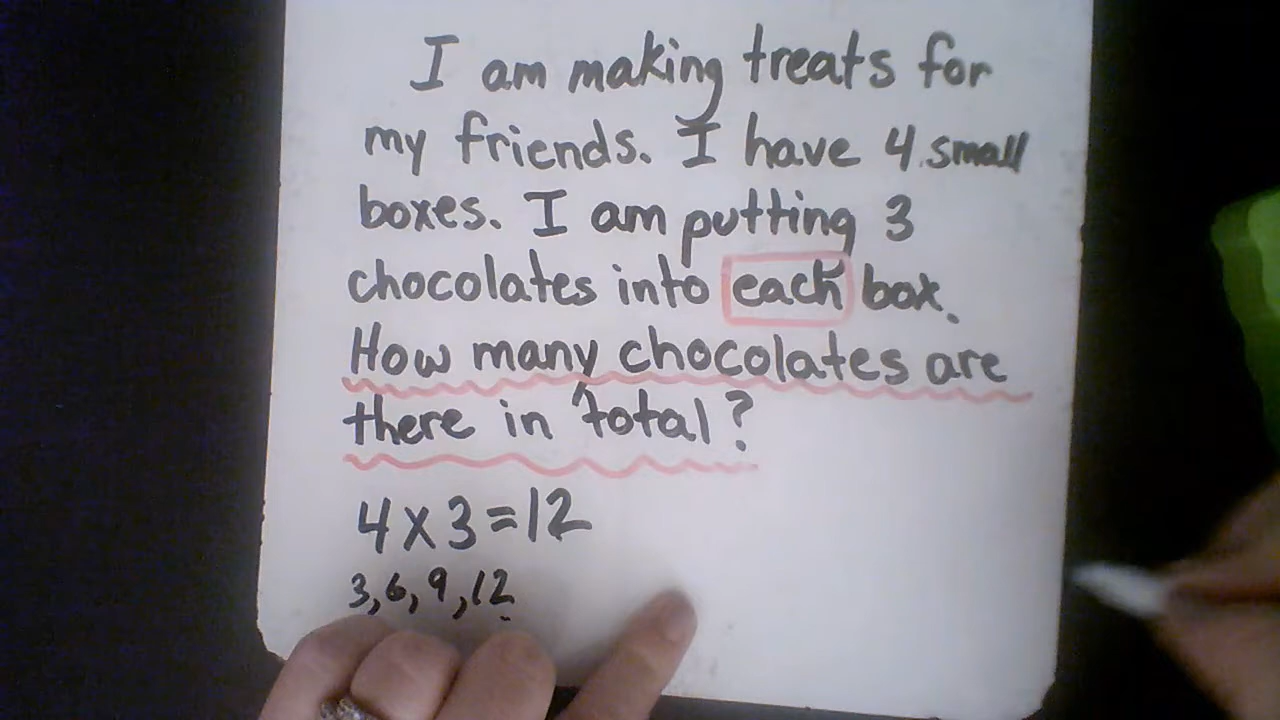 I am making treats for
my friends. I have 4 small
boxes. I am putting 3
chocolates into each box.
How many chocolates are
there in total?
4 x 3 = 12
3, 6, 9, 12